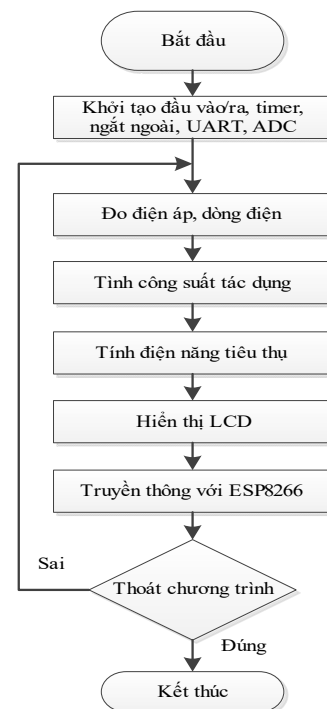 Bắt đầu
Khởi tạo đầu vào/ra, timer,
ngắt ngoài, UART, ADC
Đo điện áp, dòng điện
Tình công suất tác dụng
Tính điện năng tiêu thụ
Hiển thị LCD
Truyền thông với ESP8266
Sai
Thoát chương trình
Đúng
Kết thúc